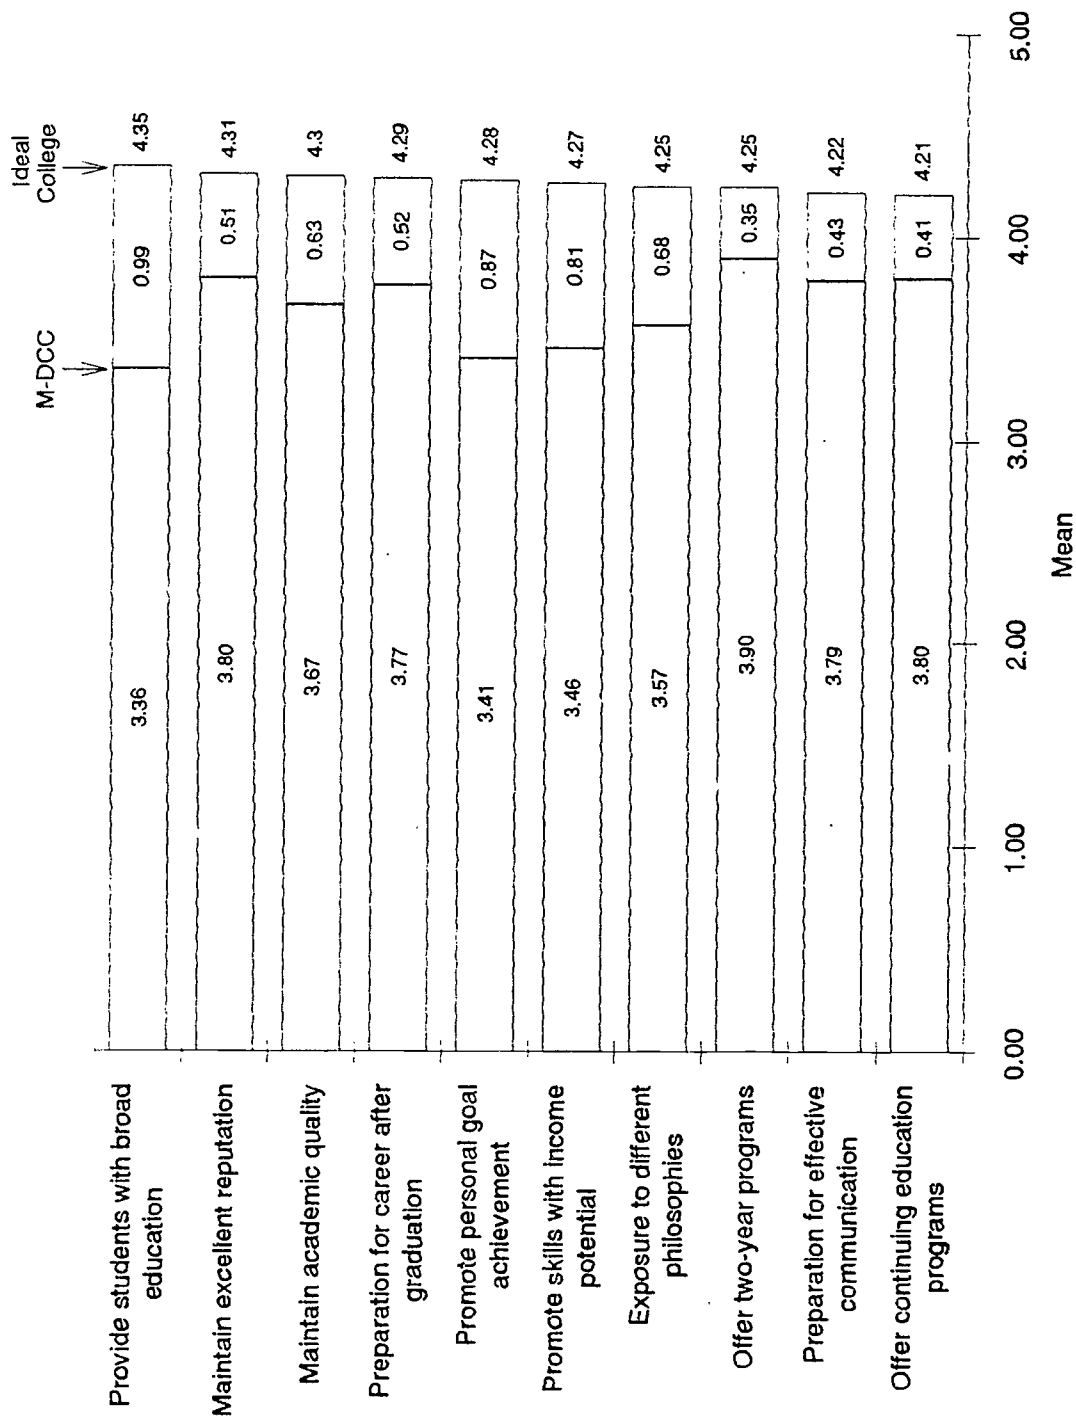 Ideal
College
M-DCC
Provide students with broad
education
3.36
0.99
4.35
Maintain excellent reputation
3.80
0.51
4.31
Maintain academic quality
3.67
0.63
4.3
Preparation for career after
graduation
3.77
0.52
4.29
Promote personal goal
achievement
3.41
0.87
4.28
Promote skills with income
potential
3.46
0.81
4.27
Exposure to different
philosophies
3.57
0.68
4.25
Offer two-year programs
3.90
0.35
4.25
Preparation for effective
communication
3.79
0.43
4.22
Offer continuing education
programs
3.80
0.41
4.21
0.00
1.00
2.00
3.00
4.00
5.00
Mean